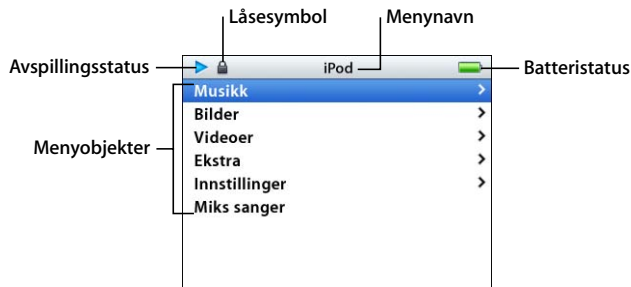 Låsesymbol
Menynavn
Avspillingsstatus
iPod
Batteristatus
Menyobjekter
Musikk
Bilder
Videoer
Ekstra
Innstillinger
Miks sanger